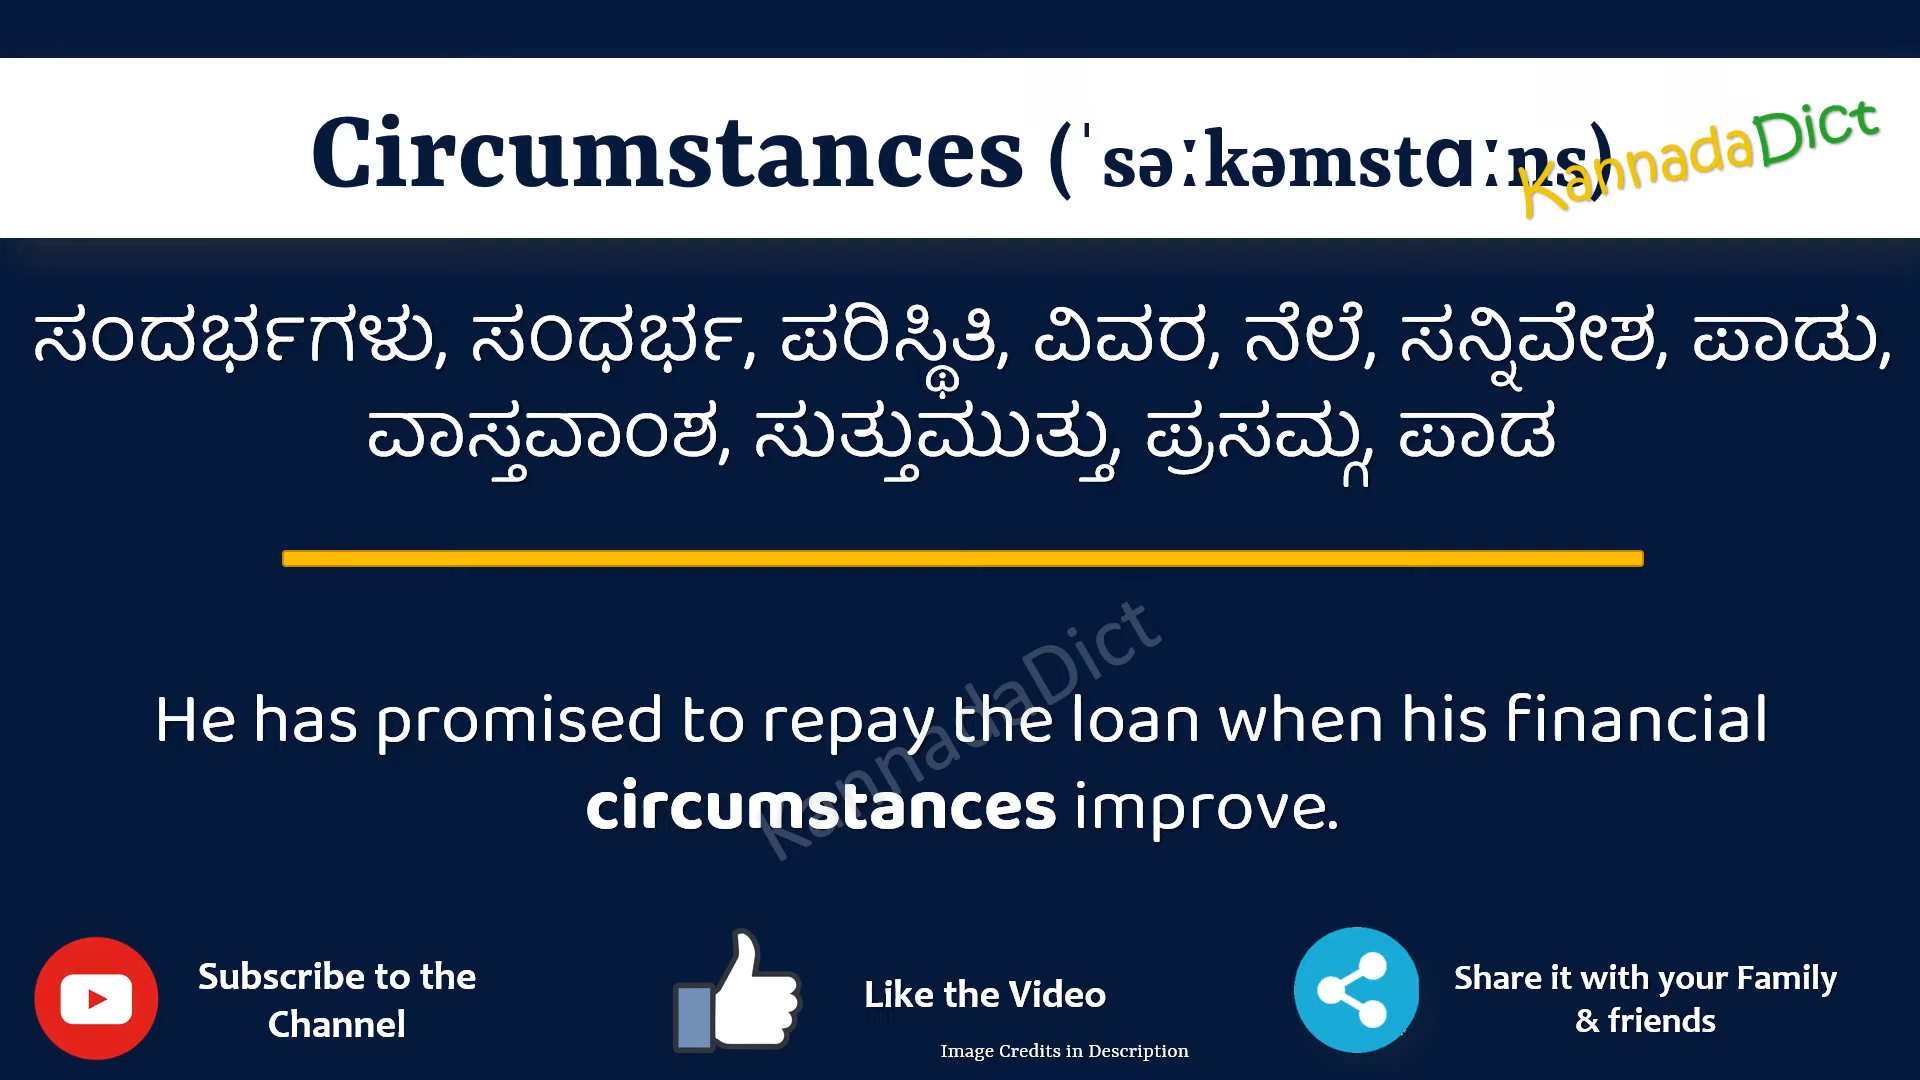 Circumstances (ˈsəːkəmstɑːns)
KannadaDict
ಸಂದರ್ಭಗಳು, ಸಂಧರ್ಭ, ಪರಿಸ್ಥಿತಿ, ವಿವರ, ನೆಲೆ, ಸನ್ನಿವೇಶ, ಪಾಡು,
ವಾಸ್ತವಾಂಶ, ಸುತ್ತುಮುತ್ತು, ಪ್ರಸಮ್ಗ, ಪಾಡ
KannadaDict
He has promised to repay the loan when his financial
circumstances improve.
Subscribe to the
Channel
Like the Video
Share it with your Family
& friends
Image Credits in Description